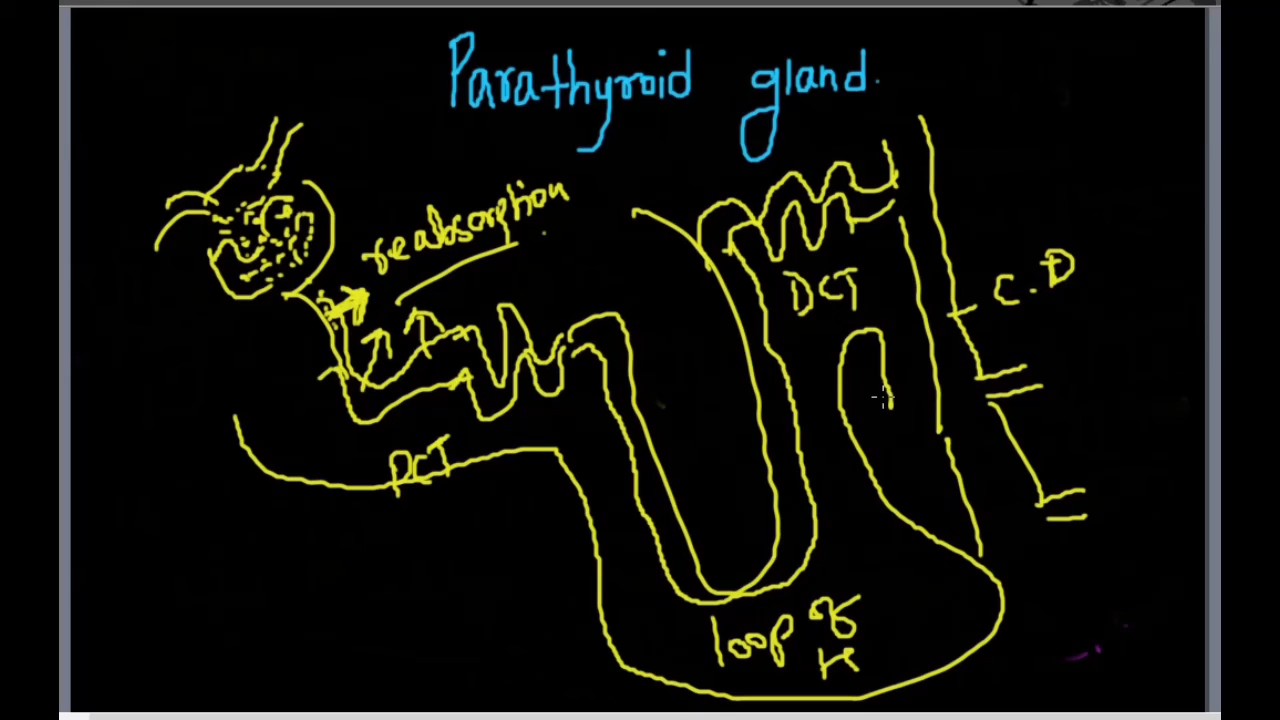 Parathyroid gland.
reabsorption
DCT
C.D
PCT
loop of
H